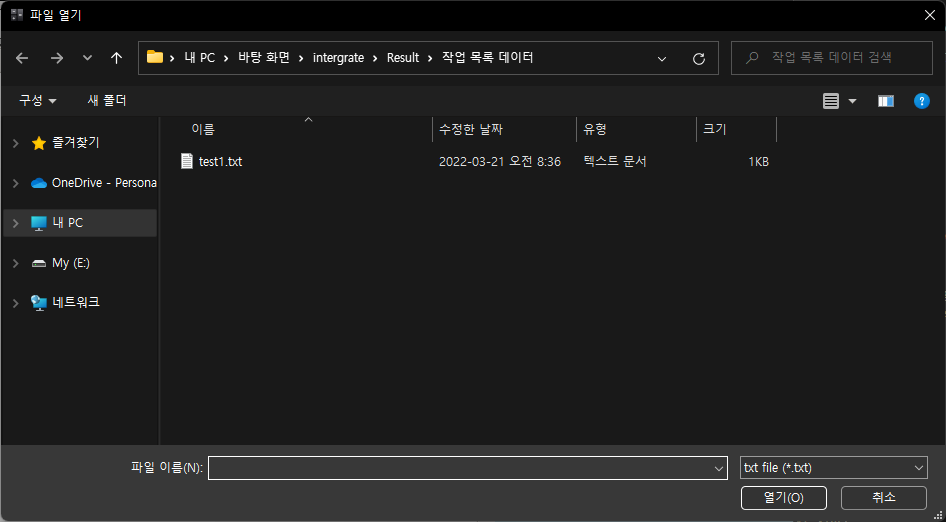 파일 열기
내 PC > 바탕 화면 > intergrate > Result > 작업 목록 데이터
작업 목록 데이터 검색
구성 새 폴더
이름 수정한 날짜 유형 크기
test1.txt 2022-03-21 오전 8:36 텍스트 문서 1KB
즐겨찾기
OneDrive - Persona
내 PC
My (E:)
네트워크
파일 이름(N): txt file (*.txt)
열기(O) 취소